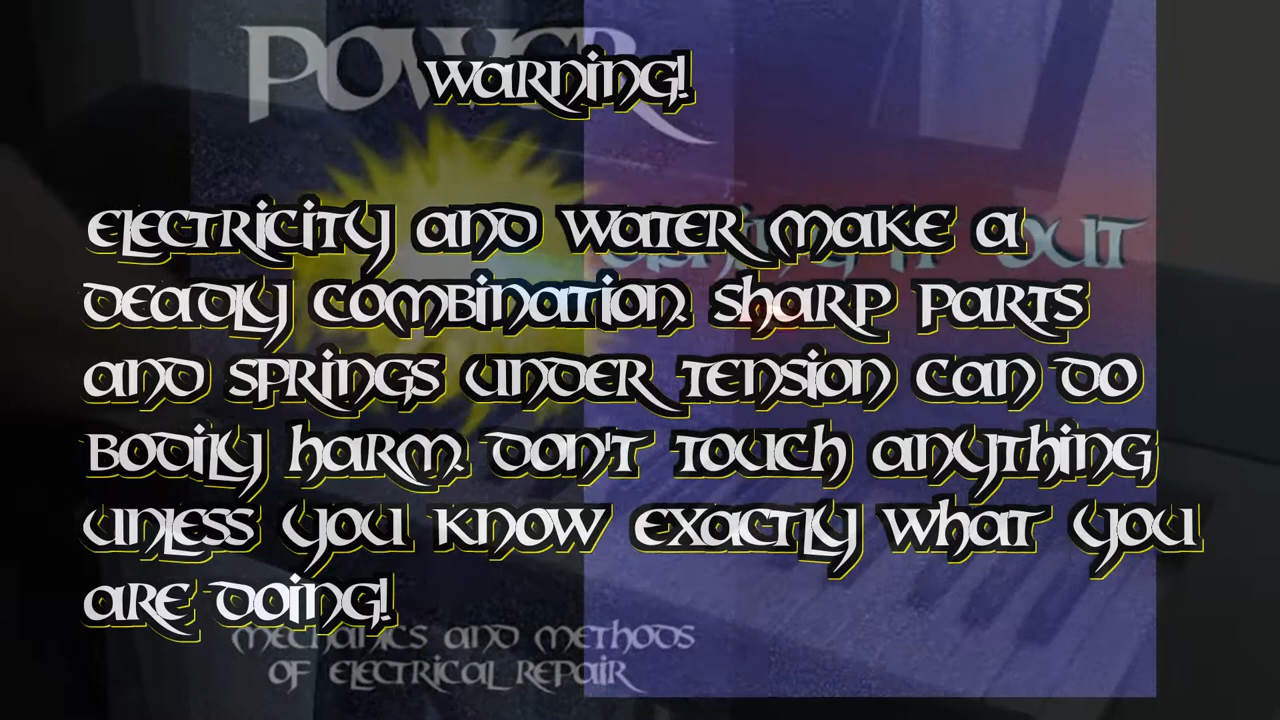 POWER
WARNING!
ELECTRICITY AND WATER MAKE A
OUT
DEADLY COMBINATION. SHARP PARTS
AND SPRINGS UNDER TENSION CAN DO
BODILY HARM. DON'T TOUCH ANYTHING
UNLESS YOU KNOW EXACTLY WHAT YOU
ARE DOING!
MECHANICS AND METHODS
OF ELECTRICAL REPAIR